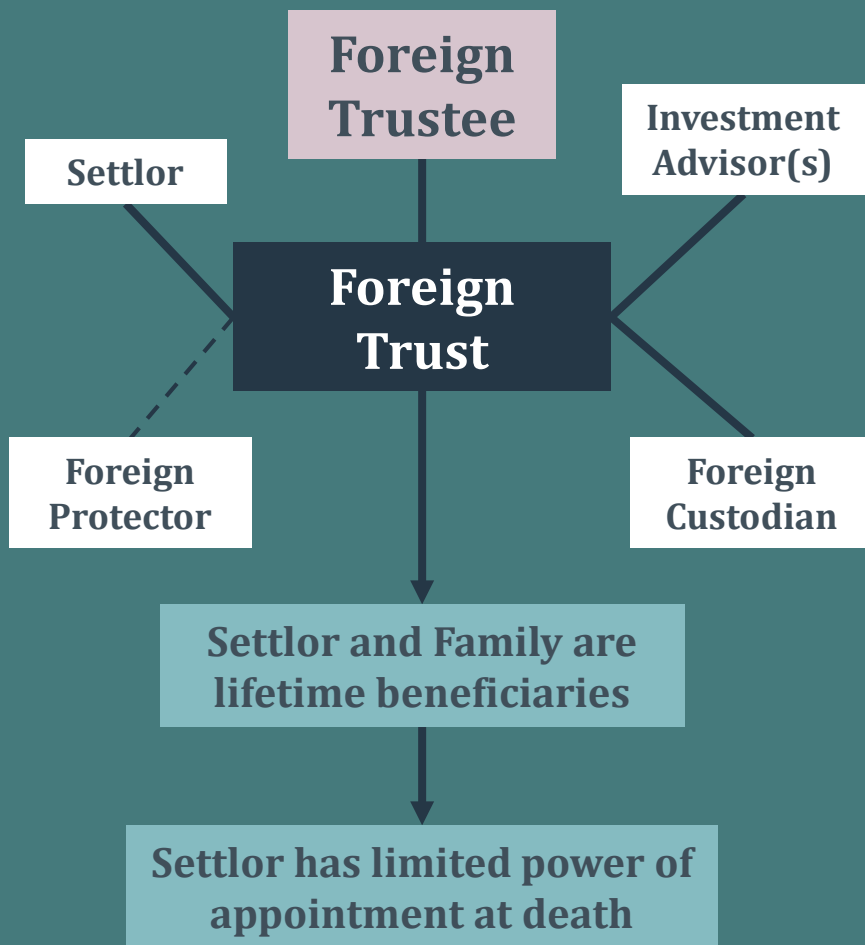 Foreign
Trustee
Investment
Advisor(s)
Settlor
Foreign
Trust
Foreign
Protector
Foreign
Custodian
Settlor and Family are
lifetime beneficiaries
Settlor has limited power of
appointment at death